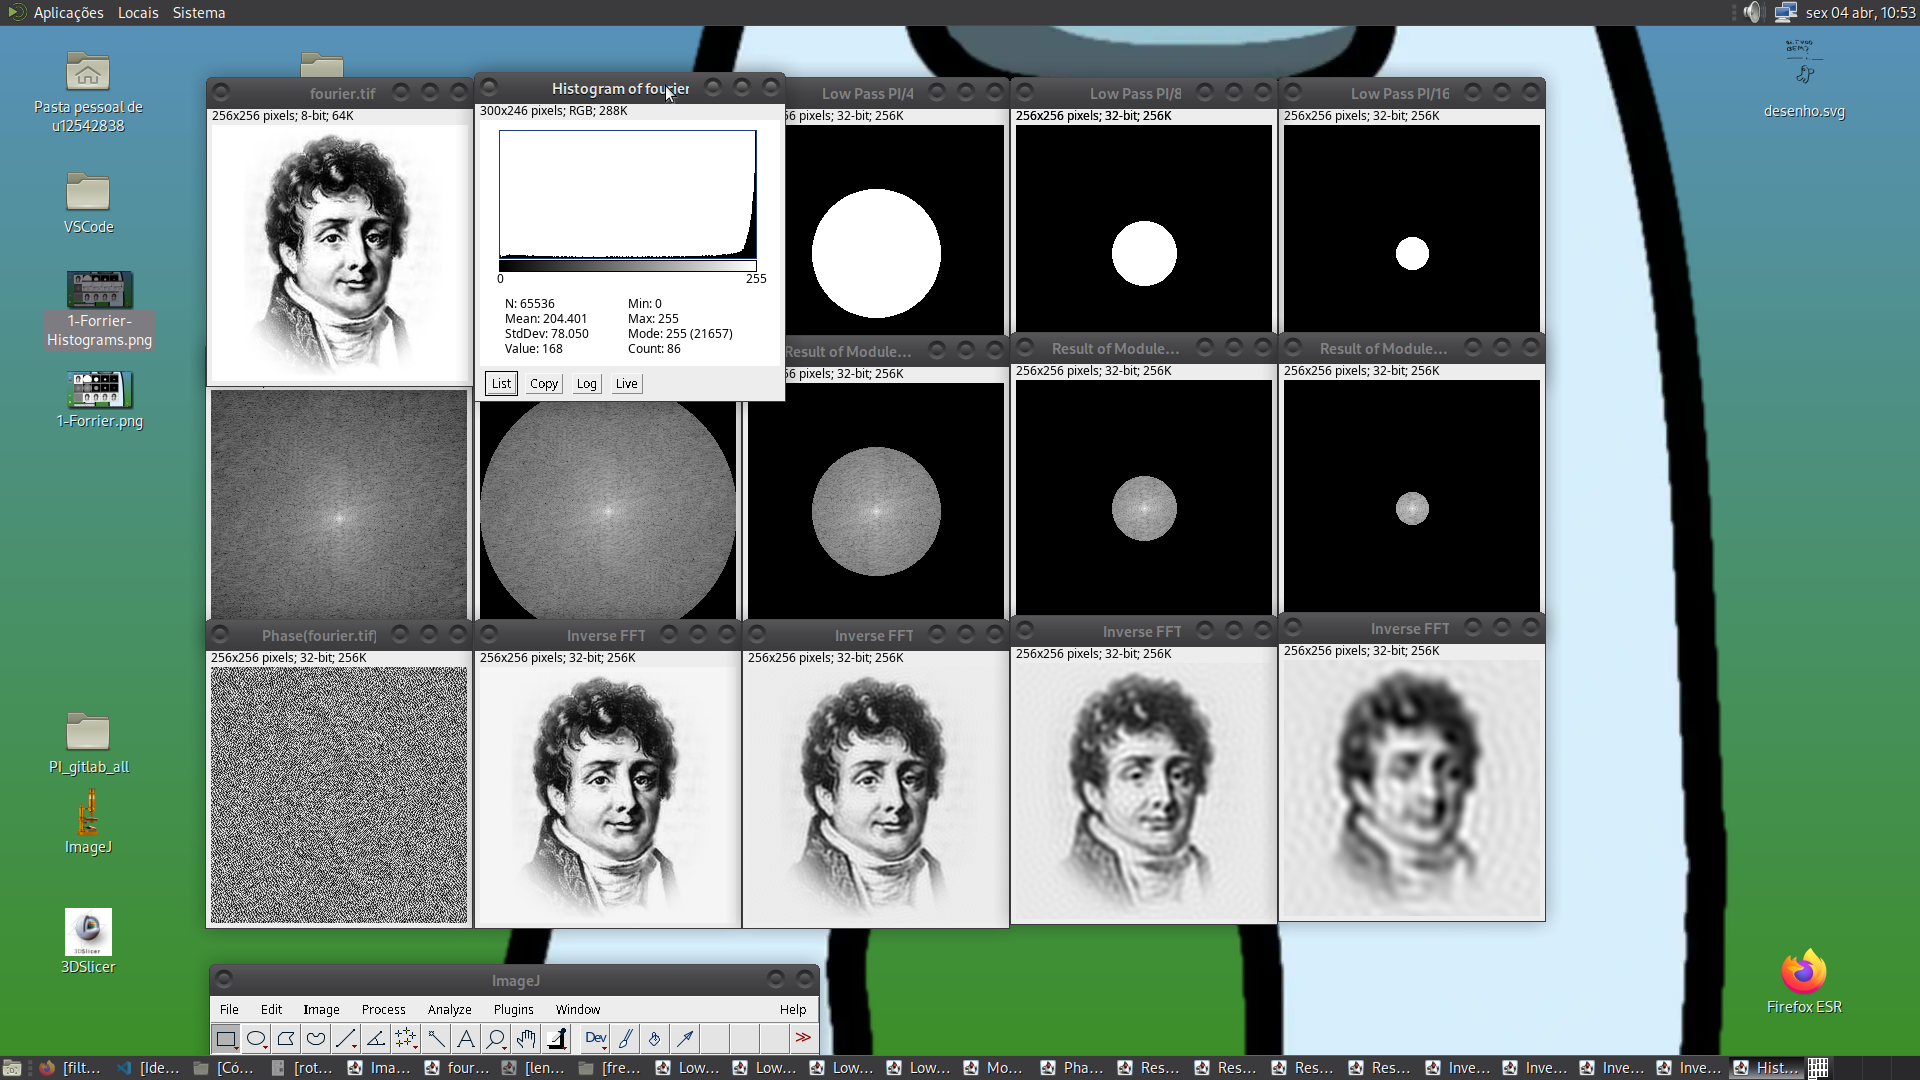 Aplicações Locais Sistema
sex 04 abr, 10:53
Pasta pessoal de
u12542838
VSCode
1-Forrier-
Histograms.png
1-Forrier.png
PI_gitlab_all
ImageJ
3DSlicer
desenho.svg
Firefox ESR
fourier.tif
256x256 pixels; 8-bit; 64K
Histogram of fourier
300x246 pixels; RGB; 288K
0 255
N: 65536 Min: 0
Mean: 204.401 Max: 255
StdDev: 78.050 Mode: 255 (21657)
Value: 168 Count: 86
List Copy Log Live
Low Pass PI/4
56 pixels; 32-bit; 256K
Low Pass PI/8
256x256 pixels; 32-bit; 256K
Low Pass PI/16
256x256 pixels; 32-bit; 256K
Result of Module...
56 pixels; 32-bit; 256K
Result of Module...
256x256 pixels; 32-bit; 256K
Result of Module...
256x256 pixels; 32-bit; 256K
Phase(fourier.tif)
256x256 pixels; 32-bit; 256K
Inverse FFT
256x256 pixels; 32-bit; 256K
Inverse FFT
256x256 pixels; 32-bit; 256K
Inverse FFT
256x256 pixels; 32-bit; 256K
Inverse FFT
256x256 pixels; 32-bit; 256K
ImageJ
File Edit Image Process Analyze Plugins Window Help
A Dev >>
[filt... [Ide... [Có... [rot... Ima... four... [len... [fre... Low... Low... Low... Low... Mo... Pha... Res... Res... Res... Res... Inve... Inve... Inve... Inve... Hist...